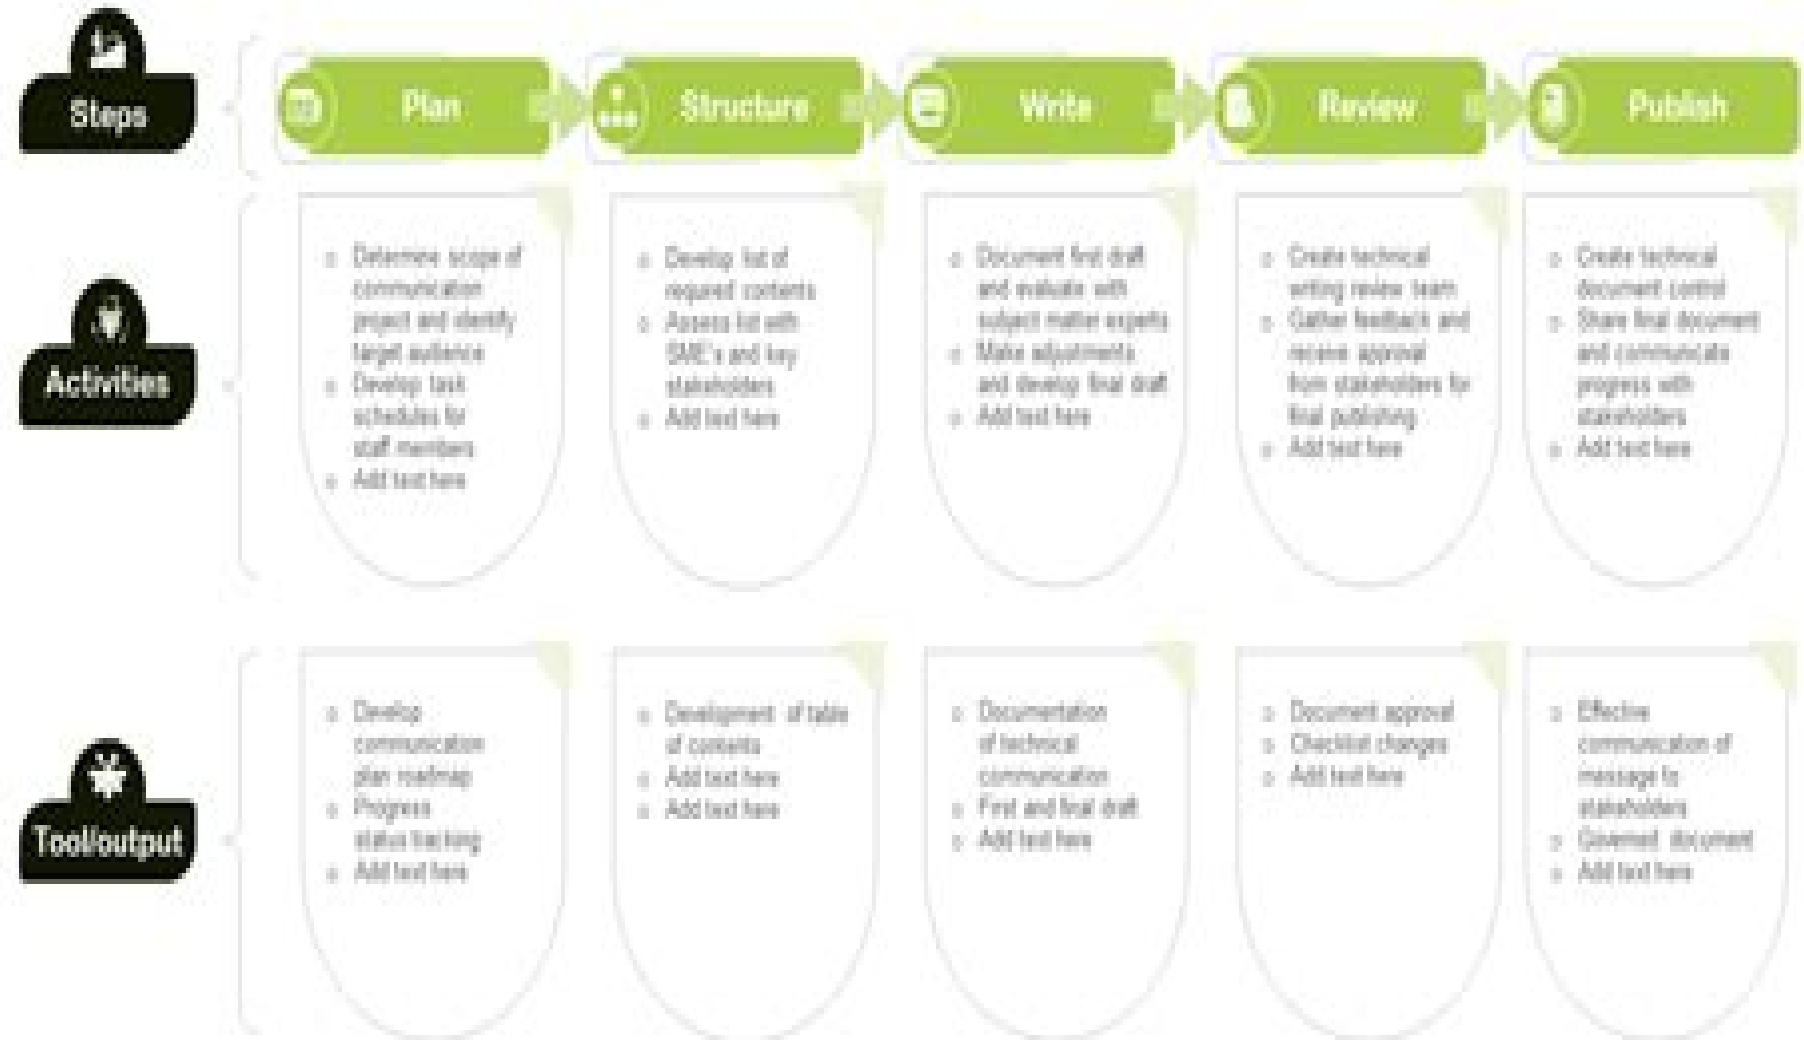 Steps
Plan
Structure
Write
Review
Publish
Activities
Determine scope of
communication
project and identify
target audience
Develop task
schedules for
staff members
Add text here
Develop list of
required contents
Assess list with
SME's and key
stakeholders
Add text here
Document first draft
and evaluate with
subject matter experts
Make adjustments
and develop final draft
Add text here
Create technical
writing review team
Gather feedback and
receive approval
from stakeholders for
final publishing
Add text here
Create technical
document control
Share final document
and communicate
progress with
stakeholders
Add text here
Tool/output
Develop
communication
plan roadmap
Progress
status tracking
Add text here
Development of table
of contents
Add text here
Add text here
Documentation
of technical
communication
First and final draft
Add text here
Document approval
Checklist changes
Add text here
Effective
communication of
message to
stakeholders
Governed document
Add text here